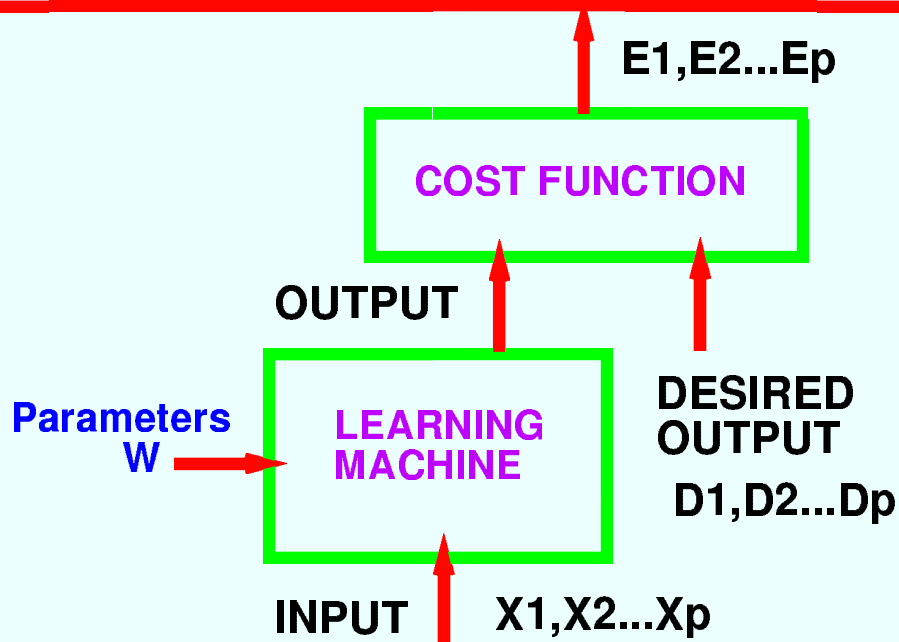 E1,E2...Ep
COST FUNCTION
OUTPUT
Parameters
W
LEARNING
MACHINE
DESIRED
OUTPUT
D1,D2...Dp
INPUT
X1,X2...Xp